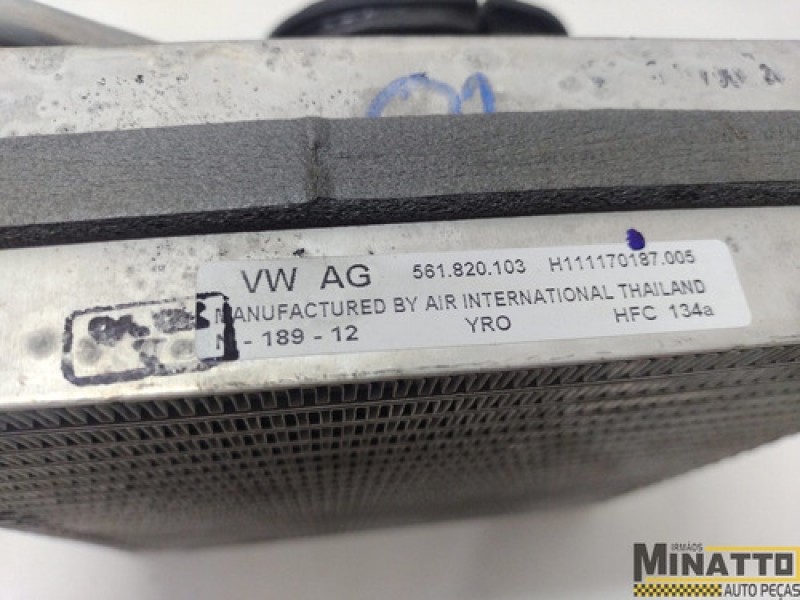 VW AG 561.820.103 H111170187.005
MANUFACTURED BY AIR INTERNATIONAL THAILAND
N - 189 - 12 YRO HFC 134a
IRMÃOS
MINATTO
AUTO PEÇAS